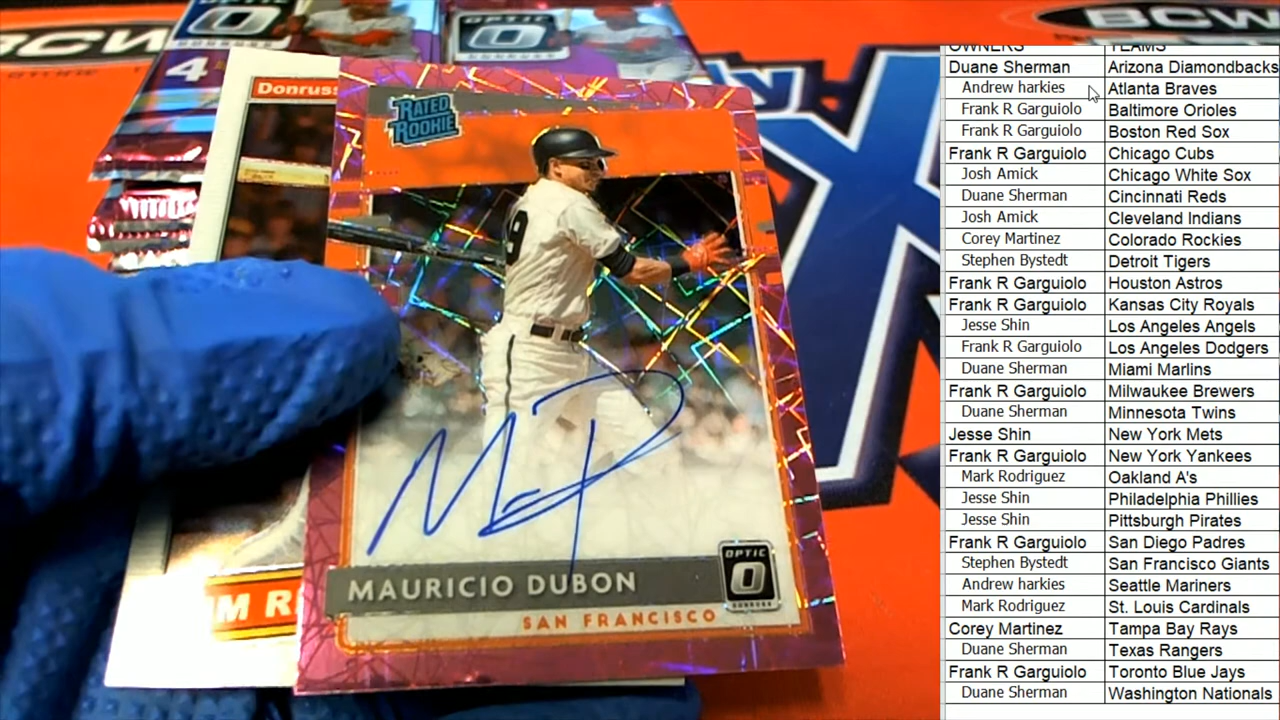 BCW
OPTIC
DONRUSS
4
OPTIC
BCW
Donruss
RATED
ROOKIE
9
MAURICIO DUBON
SAN FRANCISCO
OPTIC
DONRUSS
OWNERS TEAMS
Duane Sherman Arizona Diamondbacks
Andrew harkies Atlanta Braves
Frank R Garguiolo Baltimore Orioles
Frank R Garguiolo Boston Red Sox
Frank R Garguiolo Chicago Cubs
Josh Amick Chicago White Sox
Duane Sherman Cincinnati Reds
Josh Amick Cleveland Indians
Corey Martinez Colorado Rockies
Stephen Bystedt Detroit Tigers
Frank R Garguiolo Houston Astros
Frank R Garguiolo Kansas City Royals
Jesse Shin Los Angeles Angels
Frank R Garguiolo Los Angeles Dodgers
Duane Sherman Miami Marlins
Frank R Garguiolo Milwaukee Brewers
Duane Sherman Minnesota Twins
Jesse Shin New York Mets
Frank R Garguiolo New York Yankees
Mark Rodriguez Oakland A's
Jesse Shin Philadelphia Phillies
Jesse Shin Pittsburgh Pirates
Frank R Garguiolo San Diego Padres
Stephen Bystedt San Francisco Giants
Andrew harkies Seattle Mariners
Mark Rodriguez St. Louis Cardinals
Corey Martinez Tampa Bay Rays
Duane Sherman Texas Rangers
Frank R Garguiolo Toronto Blue Jays
Duane Sherman Washington Nationals